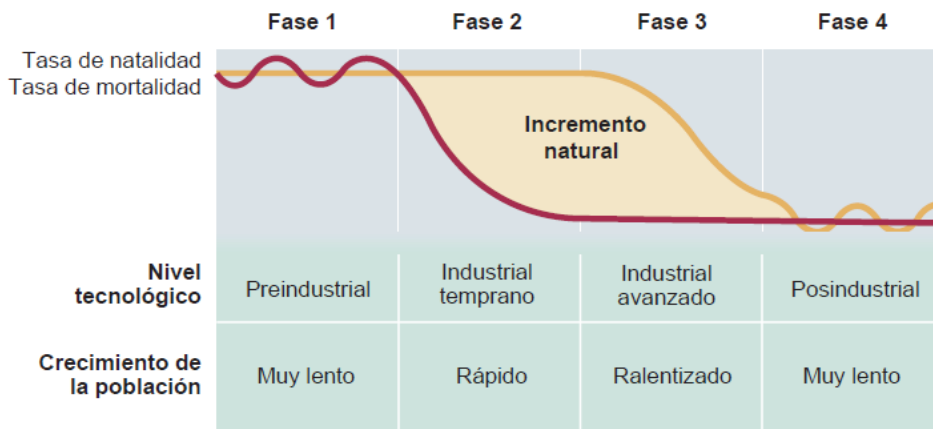 Fase 1 Fase 2 Fase 3 Fase 4
Tasa de natalidad
Tasa de mortalidad
Incremento
natural
Nivel
tecnológico
Preindustrial
Industrial
temprano
Industrial
avanzado
Posindustrial
Crecimiento de
la población
Muy lento
Rápido
Ralentizado
Muy lento